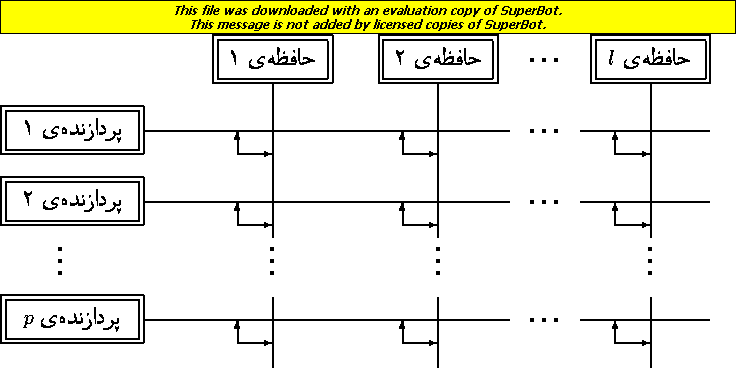 This file was downloaded with an evaluation copy of SuperBot.
This message is not added by licensed copies of SuperBot.
حافظه‌ی ۱
حافظه‌ی ۲
حافظه‌ی l
پردازنده‌ی ۱
پردازنده‌ی ۲
پردازنده‌ی p